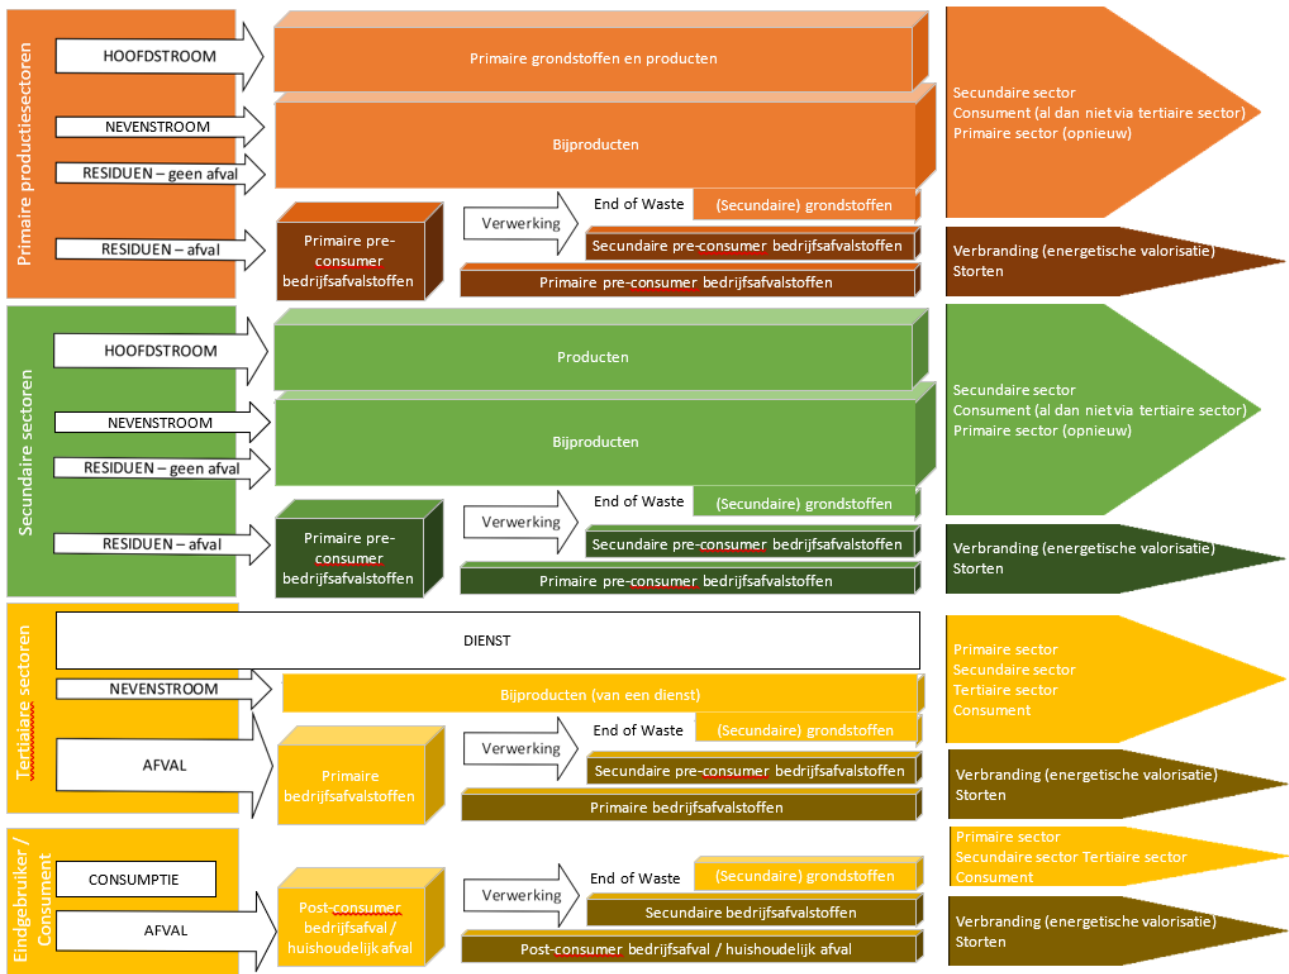 Primaire productiesectoren
HOOFDSTROOM
Primaire grondstoffen en producten
NEVENSTROOM
Bijproducten
RESIDUEN – geen afval
RESIDUEN – afval
Primaire pre-
consumer
bedrijfsafvalstoffen
Verwerking
End of Waste
(Secundaire) grondstoffen
Secundaire pre-consumer bedrijfsafvalstoffen
Primaire pre-consumer bedrijfsafvalstoffen
Secundaire sector
Consument (al dan niet via tertiaire sector)
Primaire sector (opnieuw)
Verbranding (energetische valorisatie)
Storten
Secundaire sectoren
HOOFDSTROOM
Producten
NEVENSTROOM
Bijproducten
RESIDUEN – geen afval
RESIDUEN – afval
Primaire pre-
consumer
bedrijfsafvalstoffen
Verwerking
End of Waste
(Secundaire) grondstoffen
Secundaire pre-consumer bedrijfsafvalstoffen
Primaire pre-consumer bedrijfsafvalstoffen
Secundaire sector
Consument (al dan niet via tertiaire sector)
Primaire sector (opnieuw)
Verbranding (energetische valorisatie)
Storten
Tertiaiare sectoren
DIENST
NEVENSTROOM
Bijproducten (van een dienst)
AFVAL
Primaire
bedrijfsafvalstoffen
Verwerking
End of Waste
(Secundaire) grondstoffen
Secundaire pre-consumer bedrijfsafvalstoffen
Primaire bedrijfsafvalstoffen
Primaire sector
Secundaire sector
Tertiaire sector
Consument
Verbranding (energetische valorisatie)
Storten
Eindgebruiker /
Consument
CONSUMPTIE
AFVAL
Post-consumer
bedrijfsafval /
huishoudelijk afval
Verwerking
End of Waste
(Secundaire) grondstoffen
Secundaire bedrijfsafvalstoffen
Post-consumer bedrijfsafval / huishoudelijk afval
Primaire sector
Secundaire sector Tertiaire sector
Consument
Verbranding (energetische valorisatie)
Storten